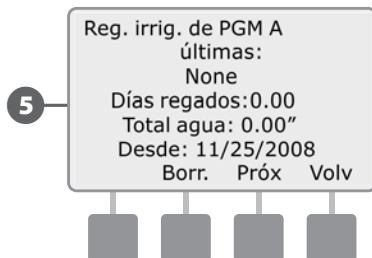 Reg. irrig. de PGM A
últimas:
None
Días regados:0.00
Total agua: 0.00”
Desde: 11/25/2008
Borr. Próx Volv
5